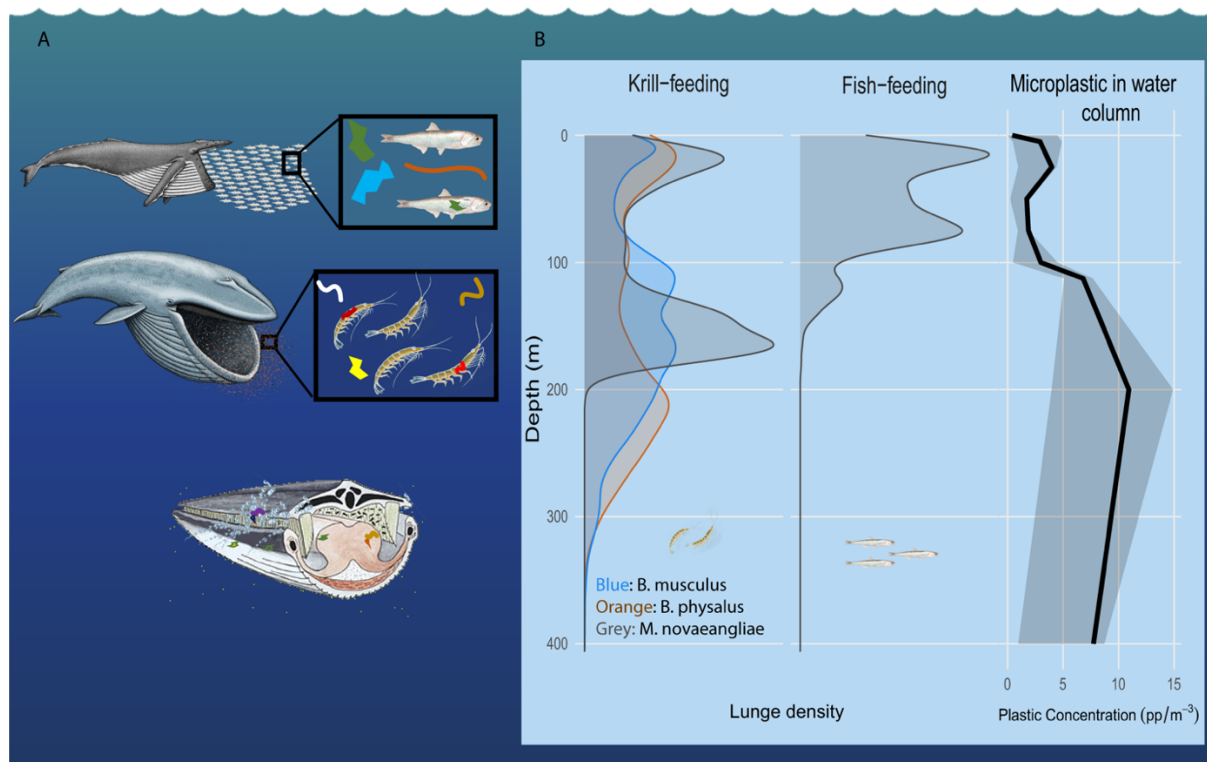 A
B
Krill−feeding
Fish−feeding
Microplastic in water
column
0
100
200
300
400
Depth (m)
Blue: B. musculus
Orange: B. physalus
Grey: M. novaeangliae
0
5
10
15
Lunge density
Plastic Concentration (pp/m⁻³)